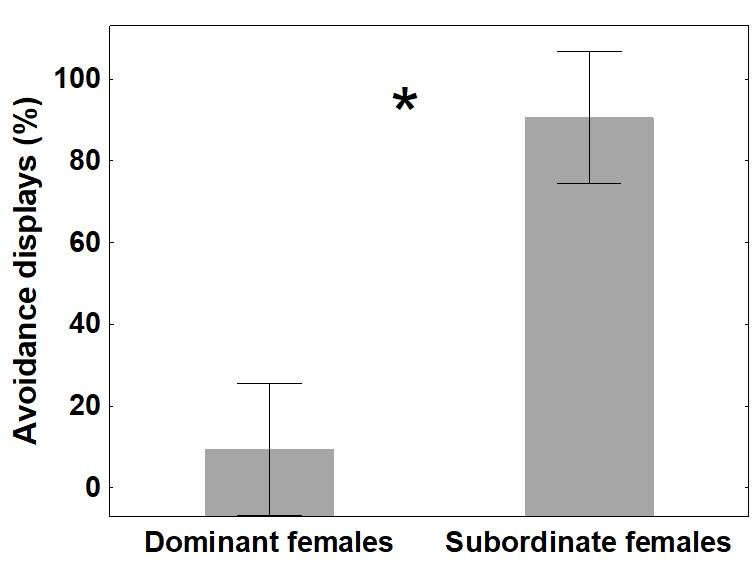 Avoidance displays (%)
100
80
60
40
20
0
*
Dominant females
Subordinate females